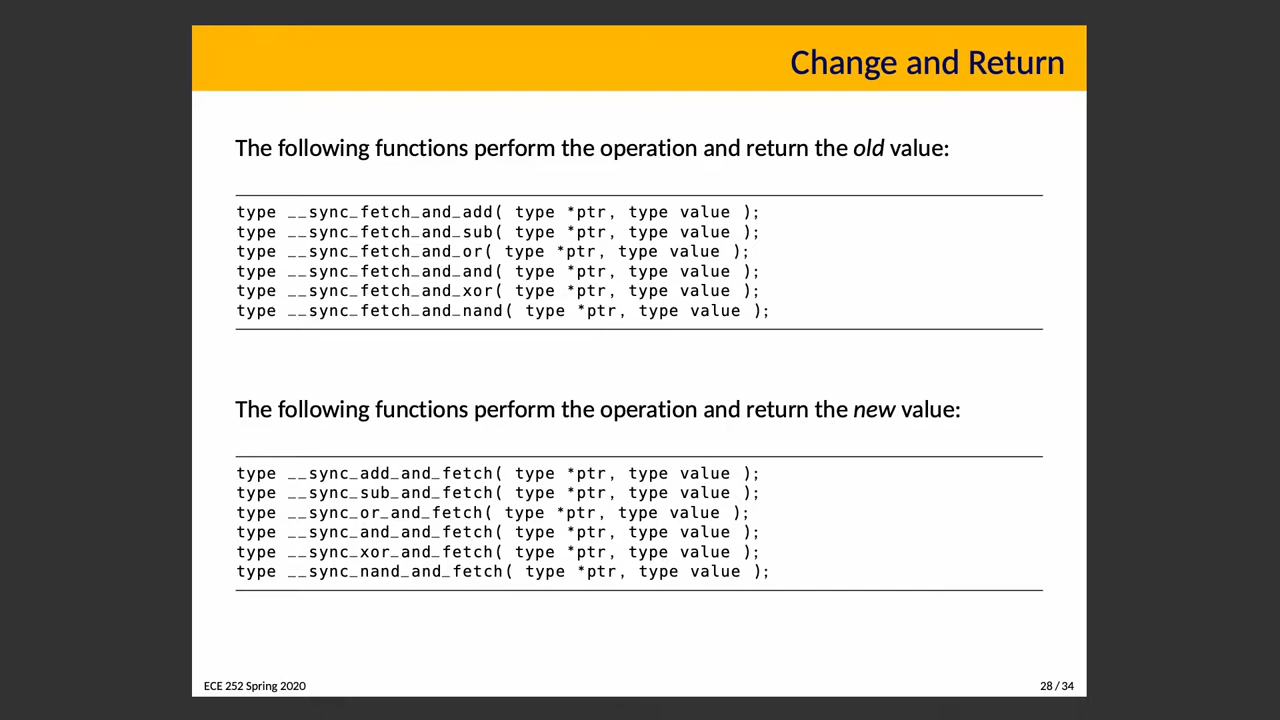 Change and Return
The following functions perform the operation and return the old value:
type __sync_fetch_and_add( type *ptr, type value );
type __sync_fetch_and_sub( type *ptr, type value );
type __sync_fetch_and_or( type *ptr, type value );
type __sync_fetch_and_and( type *ptr, type value );
type __sync_fetch_and_xor( type *ptr, type value );
type __sync_fetch_and_nand( type *ptr, type value );
The following functions perform the operation and return the new value:
type __sync_add_and_fetch( type *ptr, type value );
type __sync_sub_and_fetch( type *ptr, type value );
type __sync_or_and_fetch( type *ptr, type value );
type __sync_and_and_fetch( type *ptr, type value );
type __sync_xor_and_fetch( type *ptr, type value );
type __sync_nand_and_fetch( type *ptr, type value );
ECE 252 Spring 2020
28 / 34